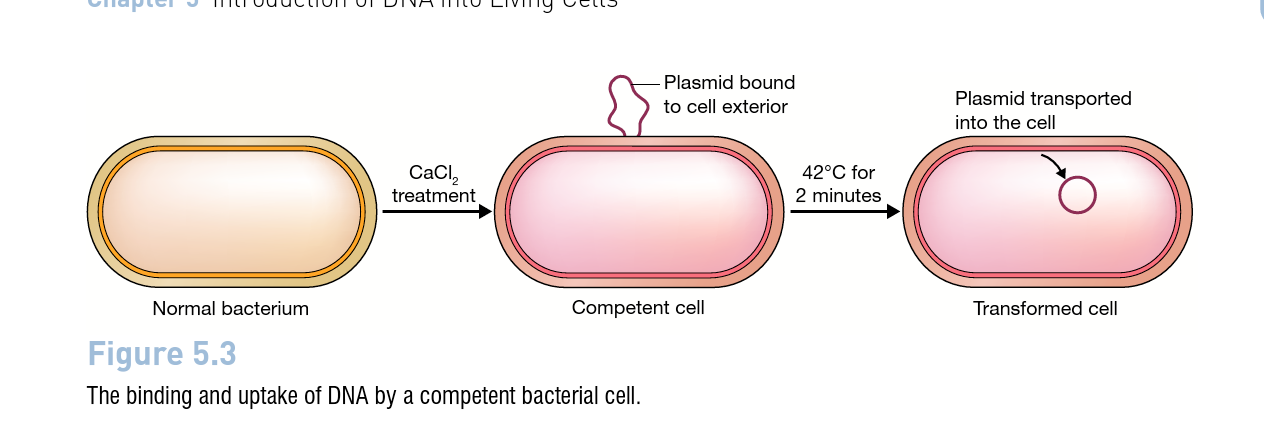 Chapter 5 Introduction of DNA into Living Cells
Plasmid bound
to cell exterior
Plasmid transported
into the cell
CaCl₂
treatment
42°C for
2 minutes
Normal bacterium
Competent cell
Transformed cell
Figure 5.3
The binding and uptake of DNA by a competent bacterial cell.